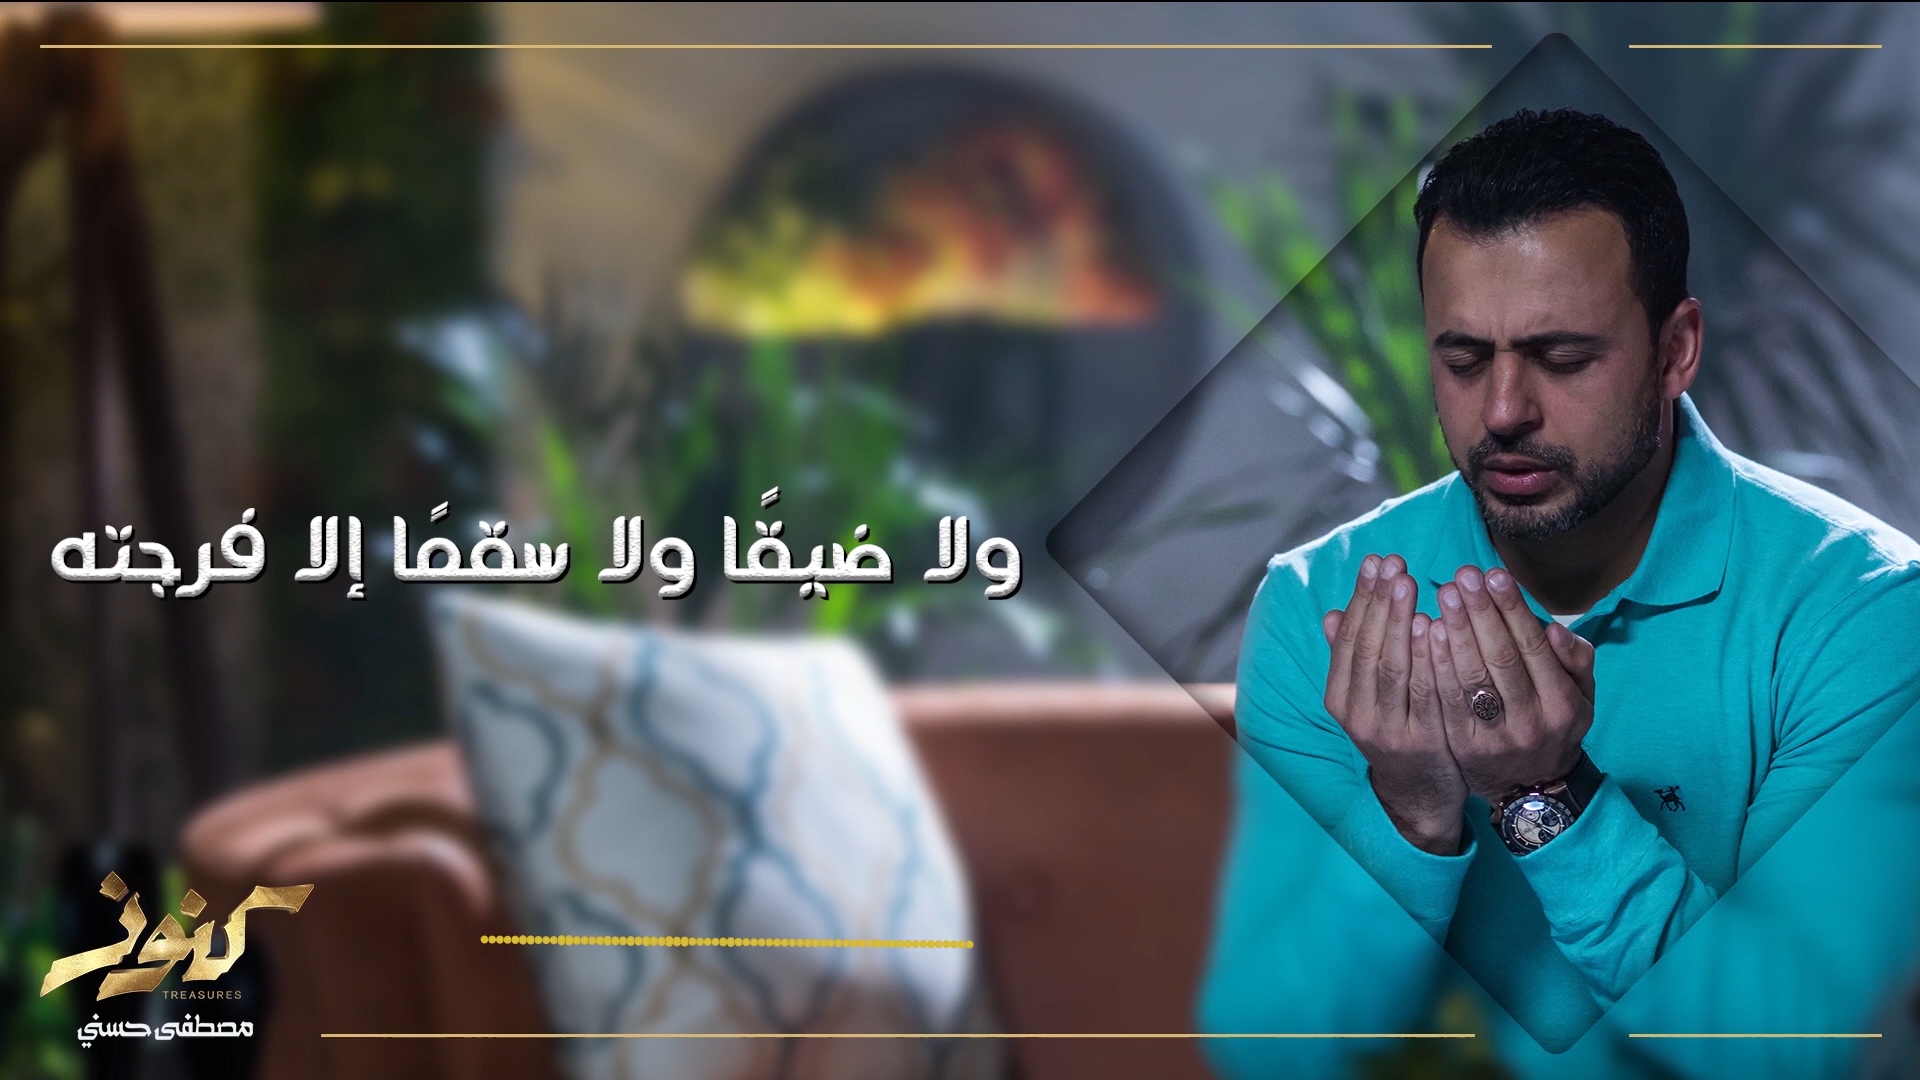 ولا ضيقًا ولا سقمًا إلا فرجته
كنوز
TREASURES
مصطفى حسني